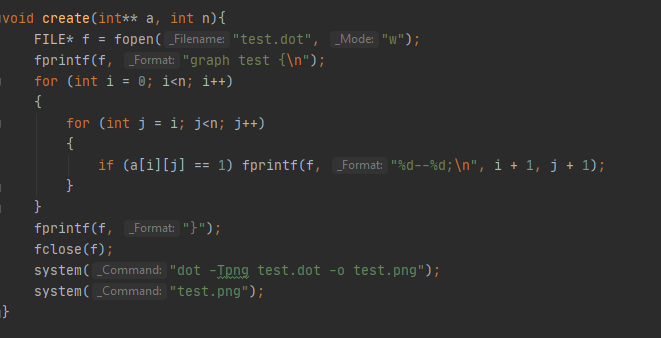 void create(int** a, int n){
FILE* f = fopen( _Filename: "test.dot", _Mode: "w");
fprintf(f, _Format: "graph test {\n");
for (int i = 0; i<n; i++)
{
for (int j = i; j<n; j++)
{
if (a[i][j] == 1) fprintf(f, _Format: "%d--%d;\n", i + 1, j + 1);
}
}
fprintf(f, _Format: "}");
fclose(f);
system( _Command: "dot -Tpng test.dot -o test.png");
system( _Command: "test.png");
}